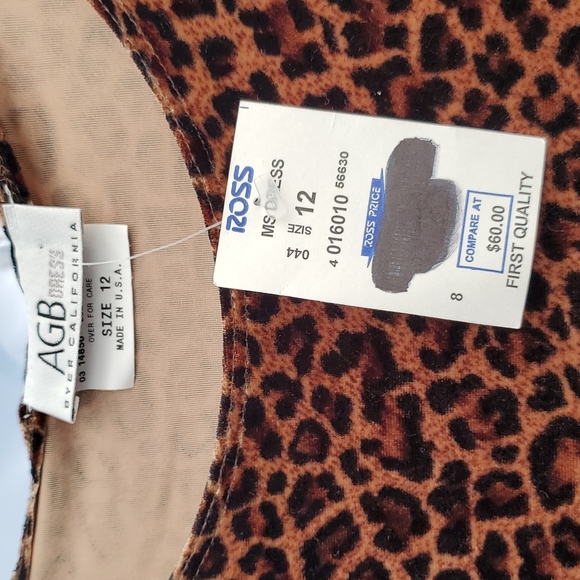 AGB DRESS
BYER CALIFORNIA
OVER FOR CARE
SIZE 12
MADE IN U.S.A.
ROSS
MS DRESS
044 SIZE 12
4 016010 56630
ROSS PRICE
8
COMPARE AT
$60.00
FIRST QUALITY